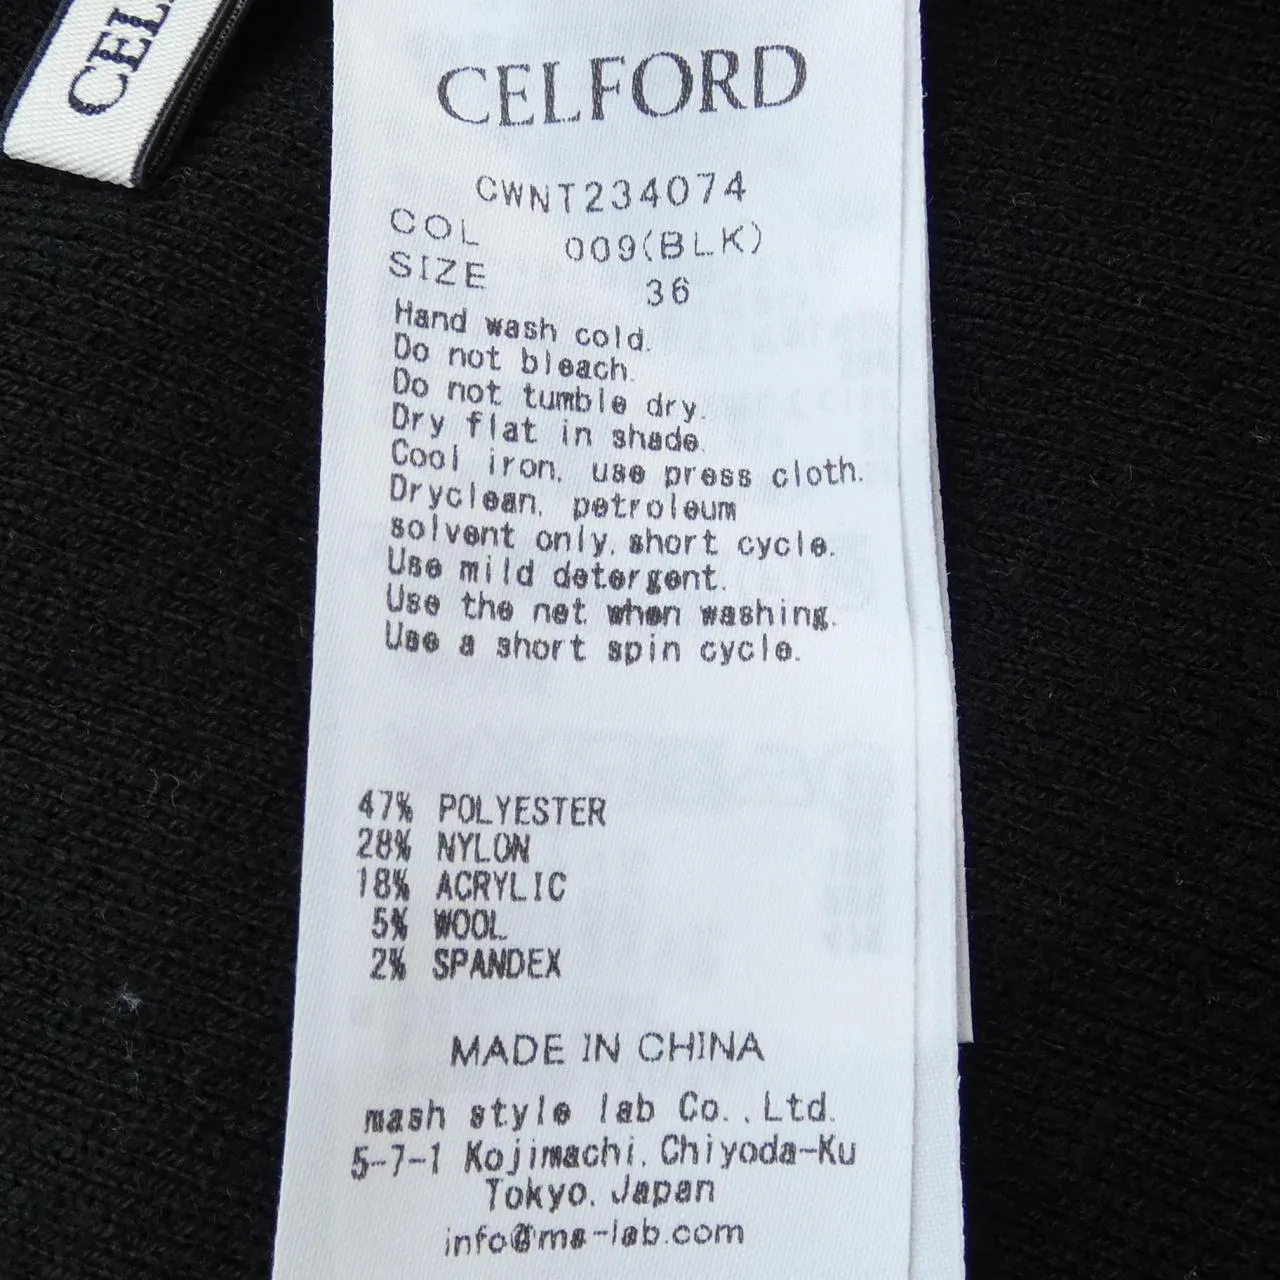 CEL
CELFORD
CWNT234074
COL 009(BLK)
SIZE 36
Hand wash cold.
Do not bleach.
Do not tumble dry.
Dry flat in shade.
Cool iron, use press cloth.
Dryclean, petroleum
solvent only, short cycle.
Use mild detergent.
Use the net when washing.
Use a short spin cycle.
47% POLYESTER
28% NYLON
18% ACRYLIC
5% WOOL
2% SPANDEX
MADE IN CHINA
mash style lab Co.,Ltd.
5-7-1 Kojimachi, Chiyoda-Ku
Tokyo, Japan
info@ms-lab.com